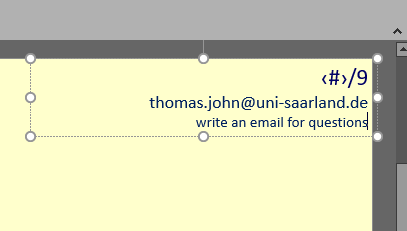 ‹#›/9
thomas.john@uni-saarland.de
write an email for questions